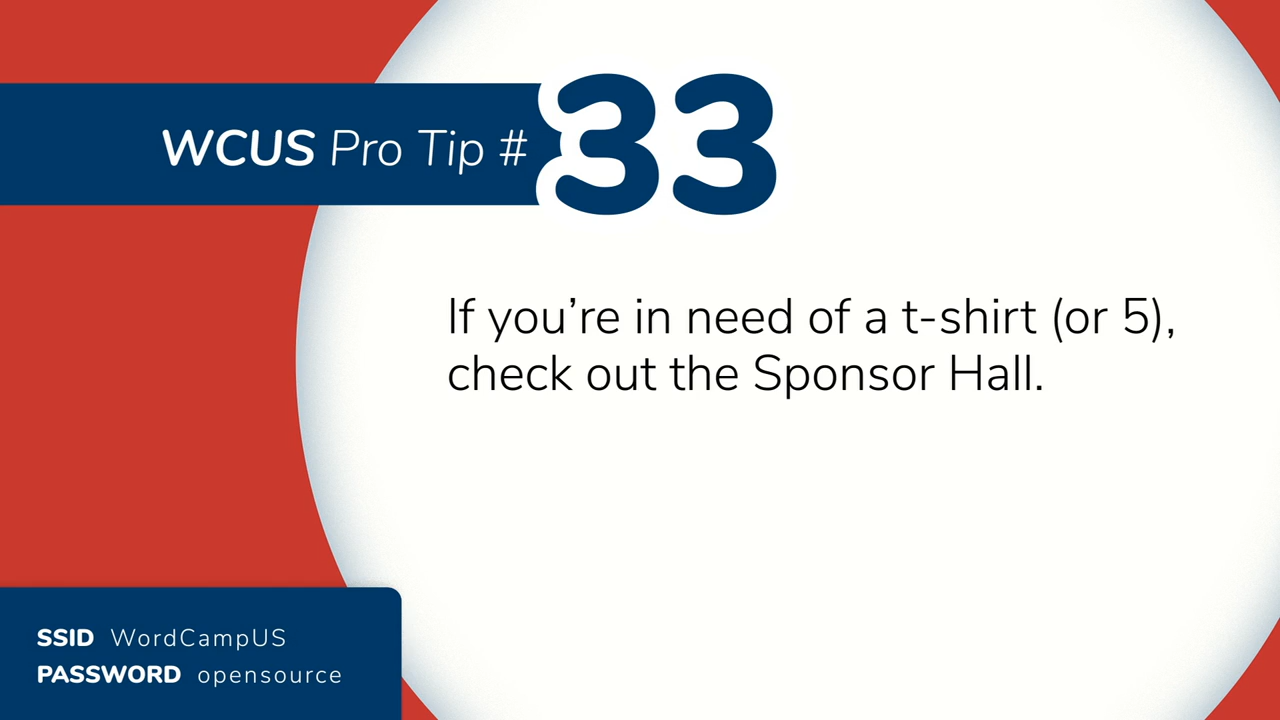 WCUS Pro Tip #33
If you’re in need of a t-shirt (or 5),
check out the Sponsor Hall.
SSID WordCampUS
PASSWORD opensource